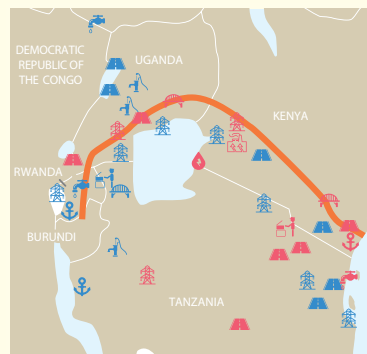 DEMOCRATIC
REPUBLIC OF
THE CONGO
UGANDA
KENYA
RWANDA
BURUNDI
TANZANIA